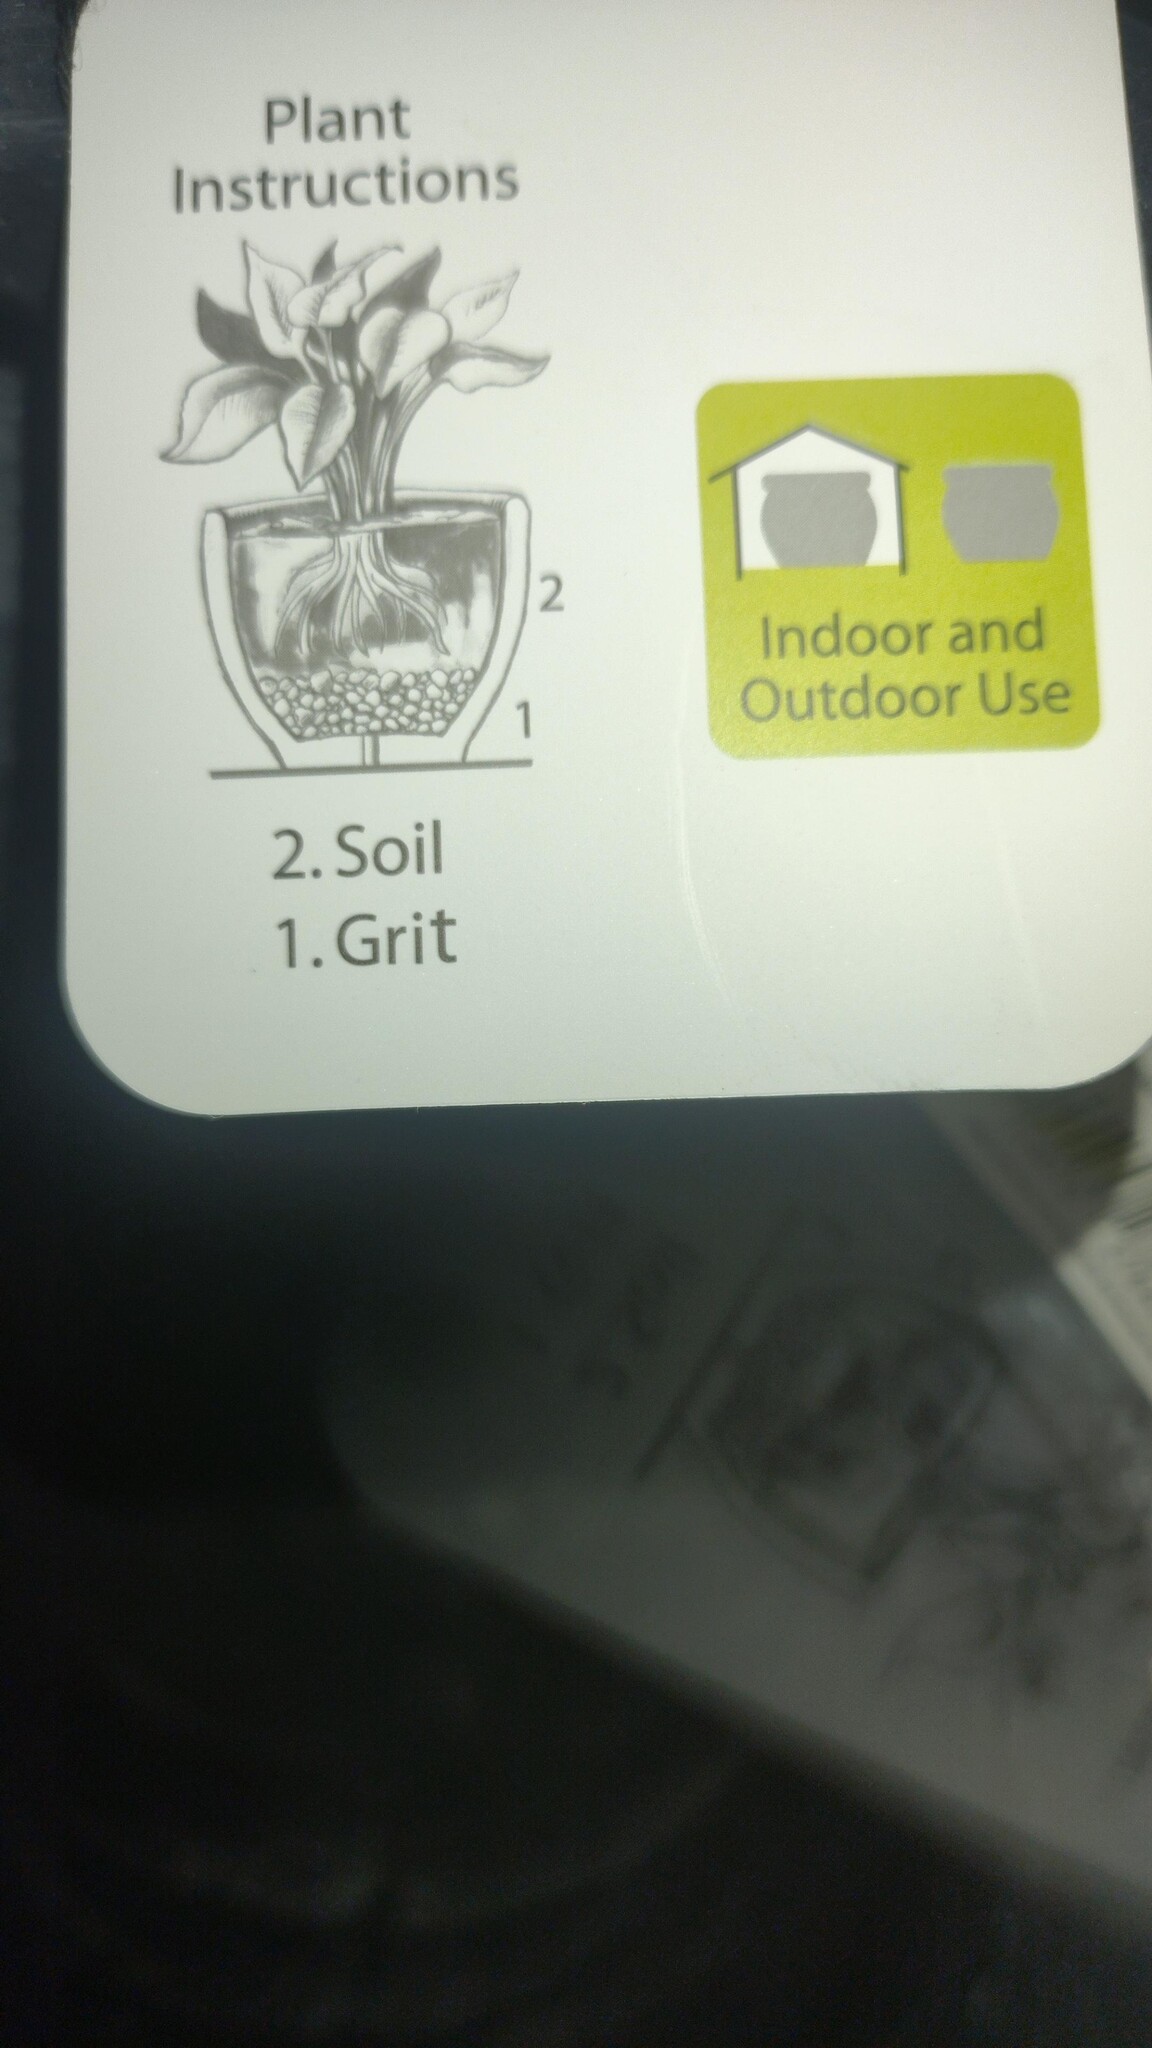 Plant
Instructions
2
1
2. Soil
1. Grit
Indoor and
Outdoor Use